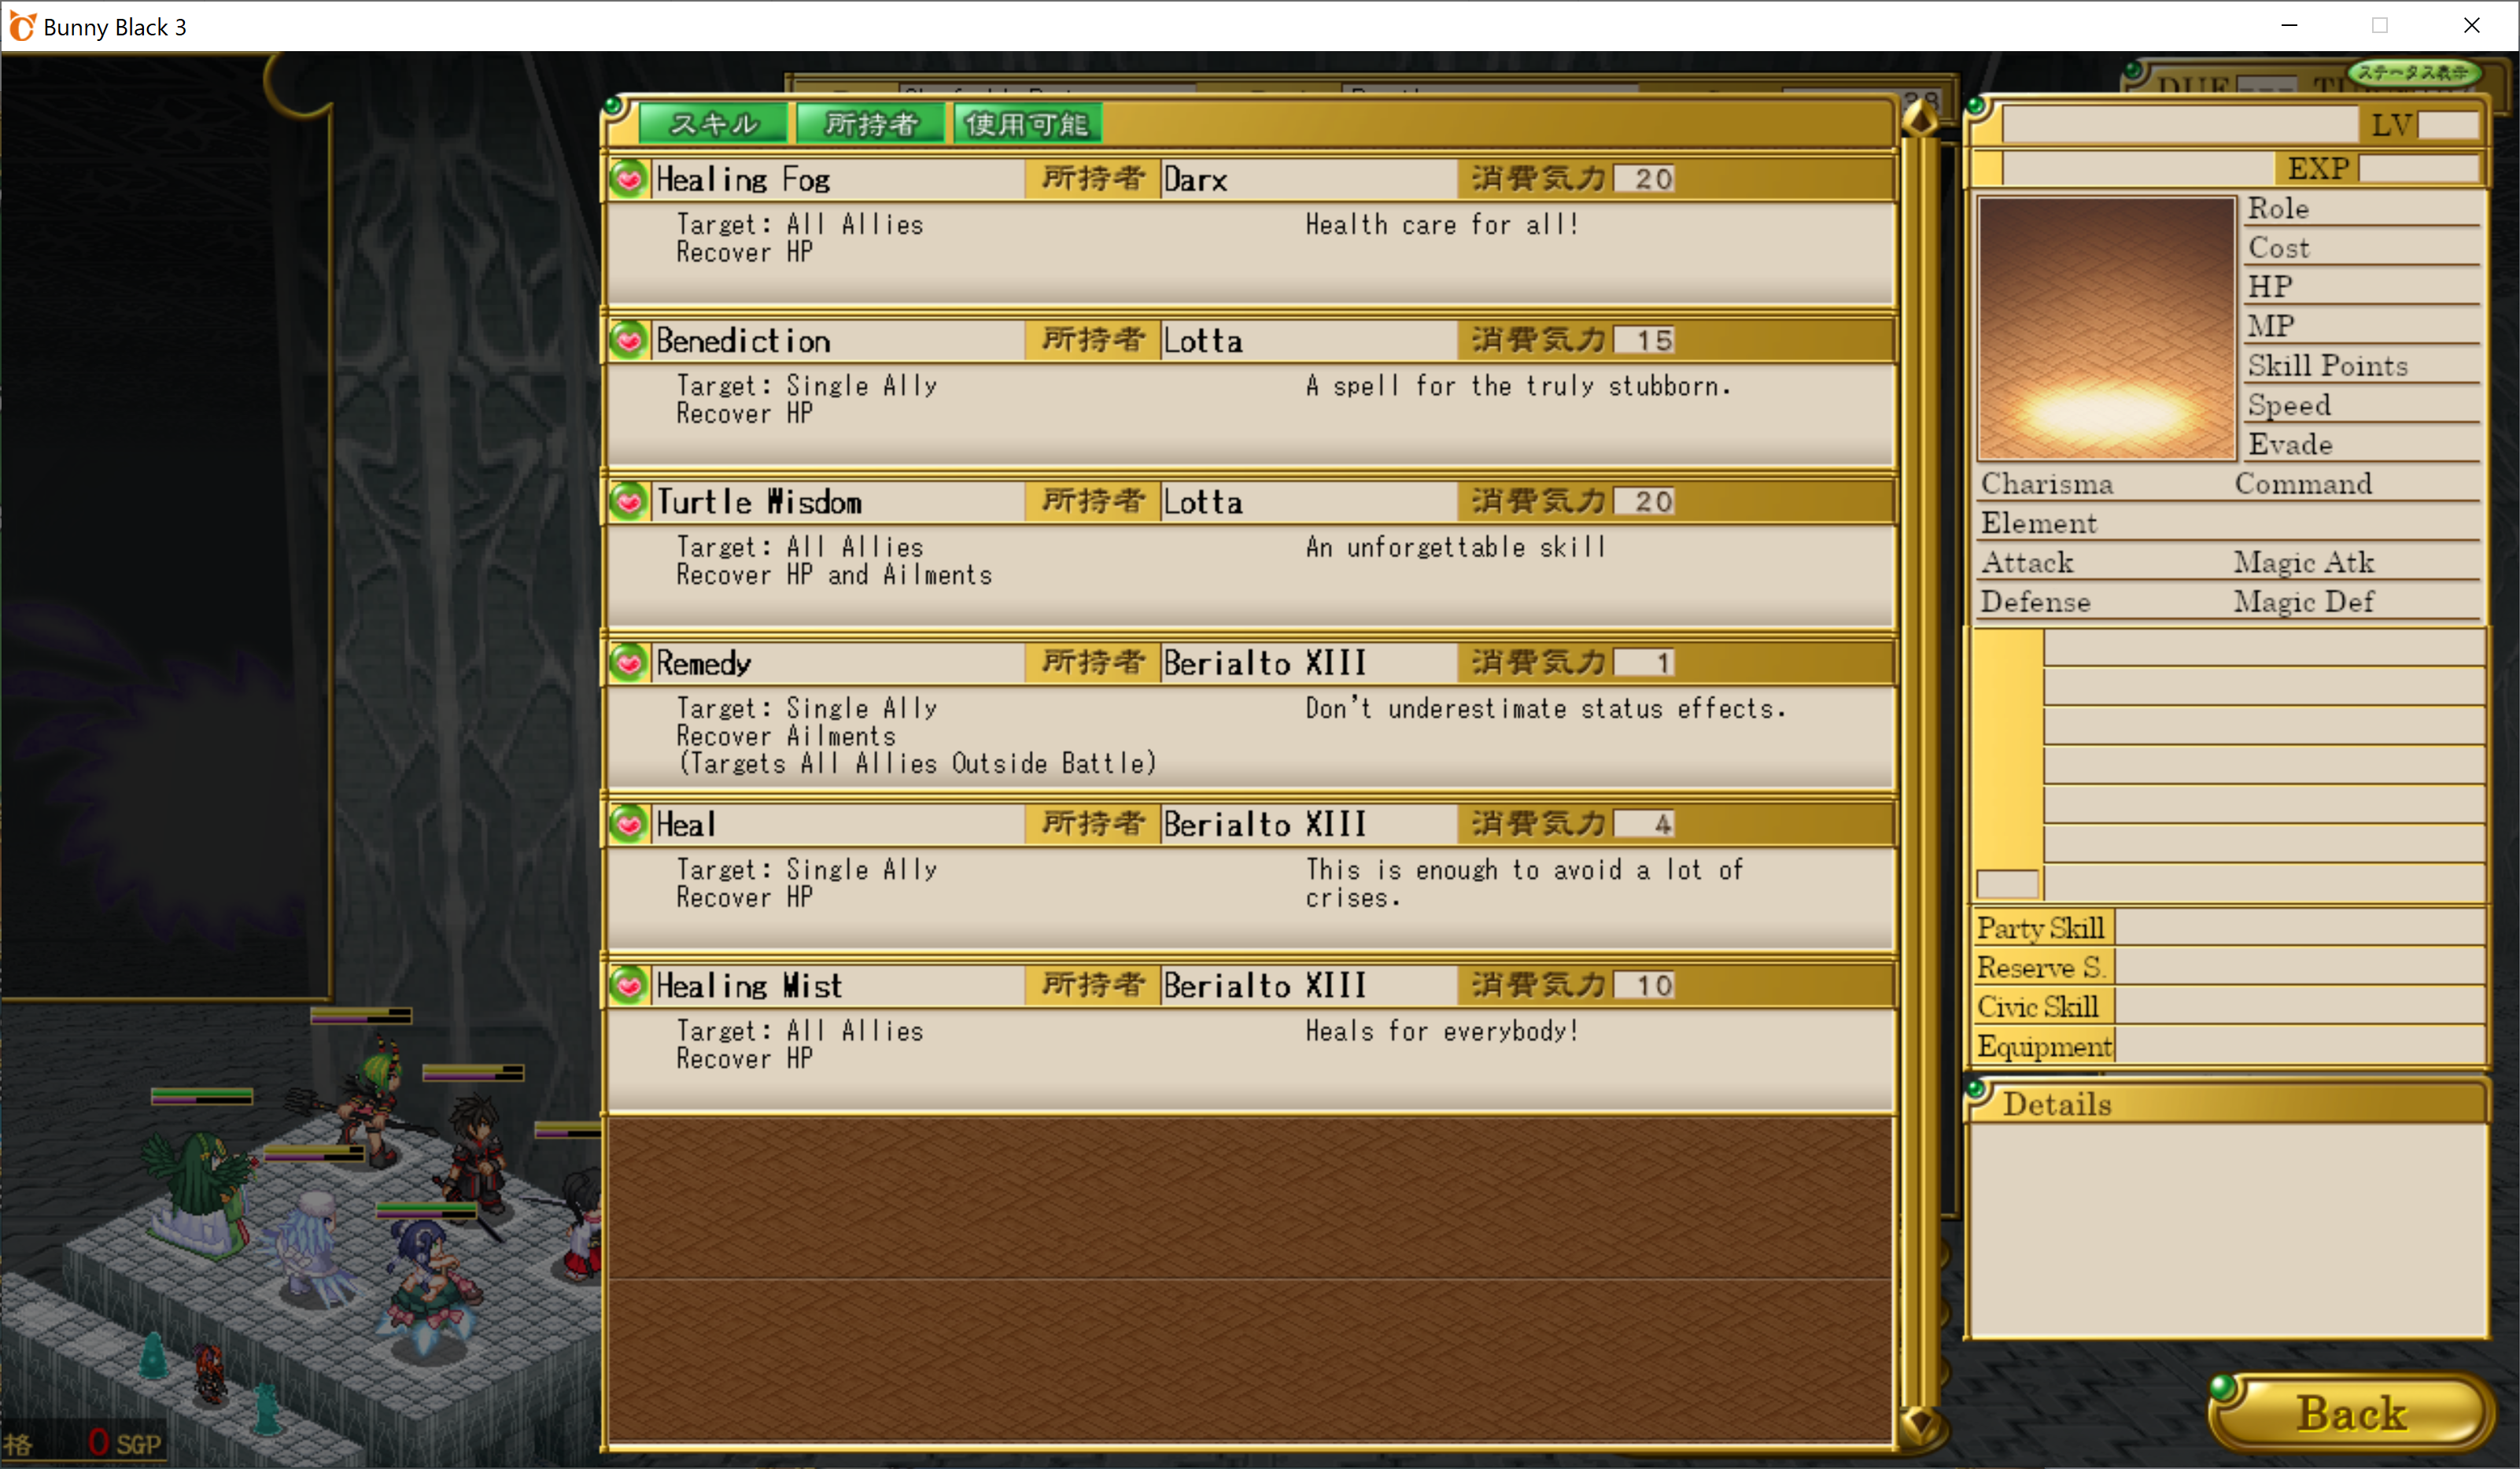 Bunny Black 3
ステータス表示
スキル
所持者
使用可能
Healing Fog 所持者 Darx 消費気力 20
Target: All Allies Health care for all!
Recover HP
Benediction 所持者 Lotta 消費気力 15
Target: Single Ally A spell for the truly stubborn.
Recover HP
Turtle Wisdom 所持者 Lotta 消費気力 20
Target: All Allies An unforgettable skill
Recover HP and Ailments
Remedy 所持者 Berialto XIII 消費気力 1
Target: Single Ally Don't underestimate status effects.
Recover Ailments
(Targets All Allies Outside Battle)
Heal 所持者 Berialto XIII 消費気力 4
Target: Single Ally This is enough to avoid a lot of
Recover HP crises.
Healing Mist 所持者 Berialto XIII 消費気力 10
Target: All Allies Heals for everybody!
Recover HP
LV
EXP
Role
Cost
HP
MP
Skill Points
Speed
Evade
Charisma Command
Element
Attack Magic Atk
Defense Magic Def
Party Skill
Reserve S.
Civic Skill
Equipment
Details
Back
格 0 SGP